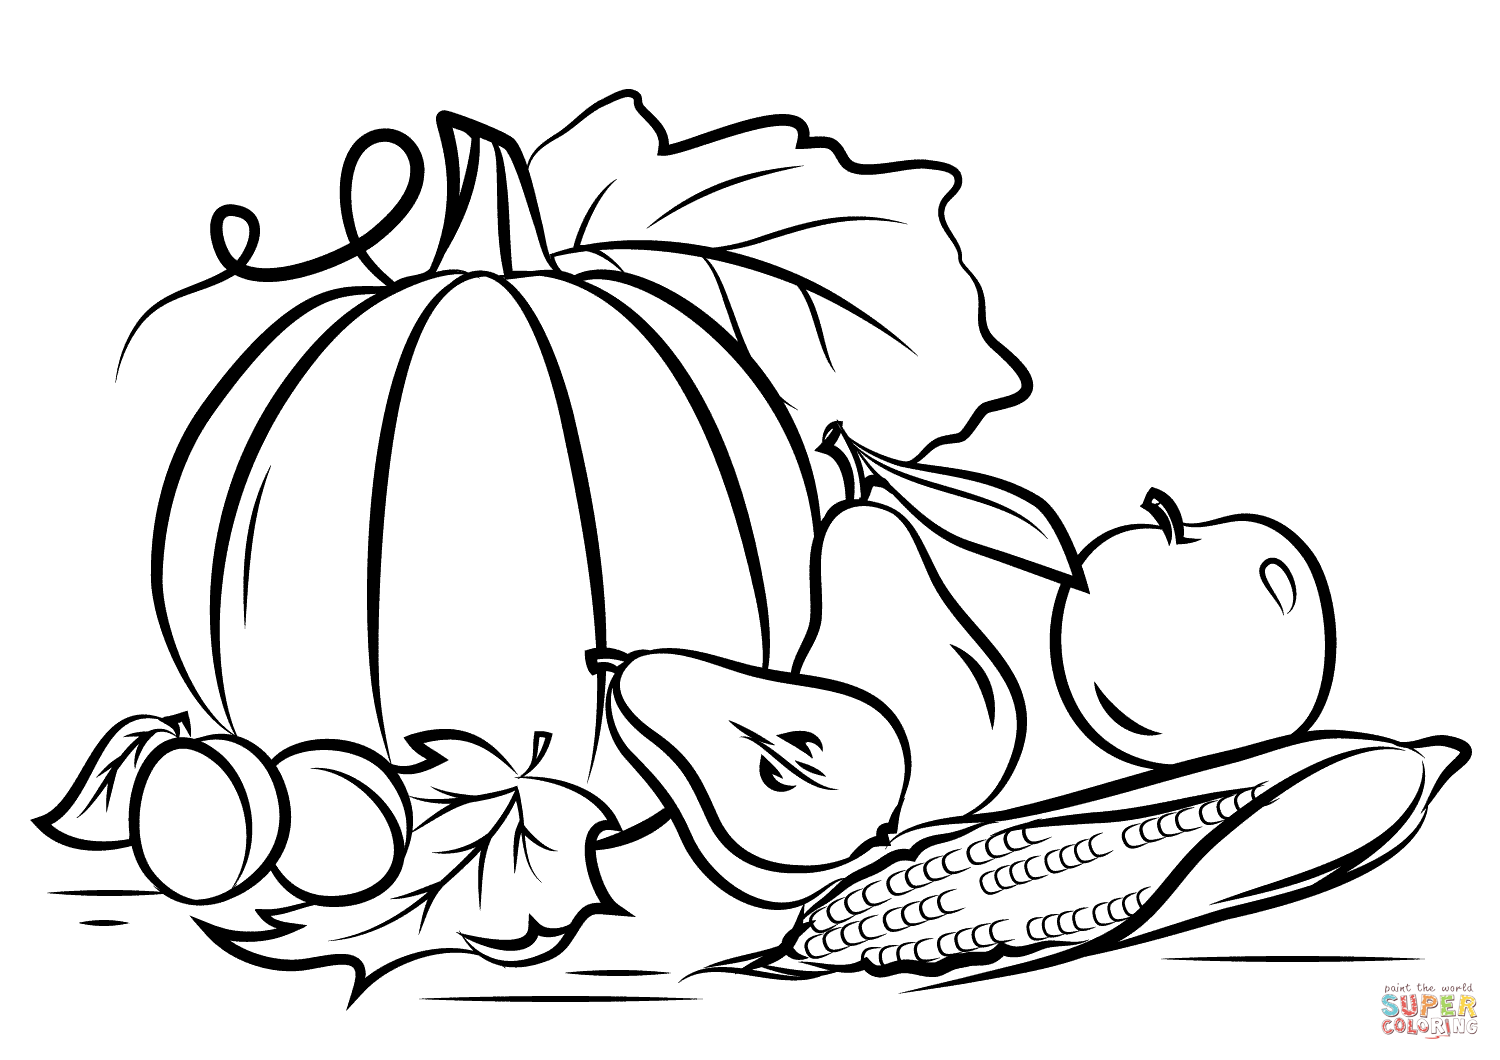 paint the world
SUPER
COLORING